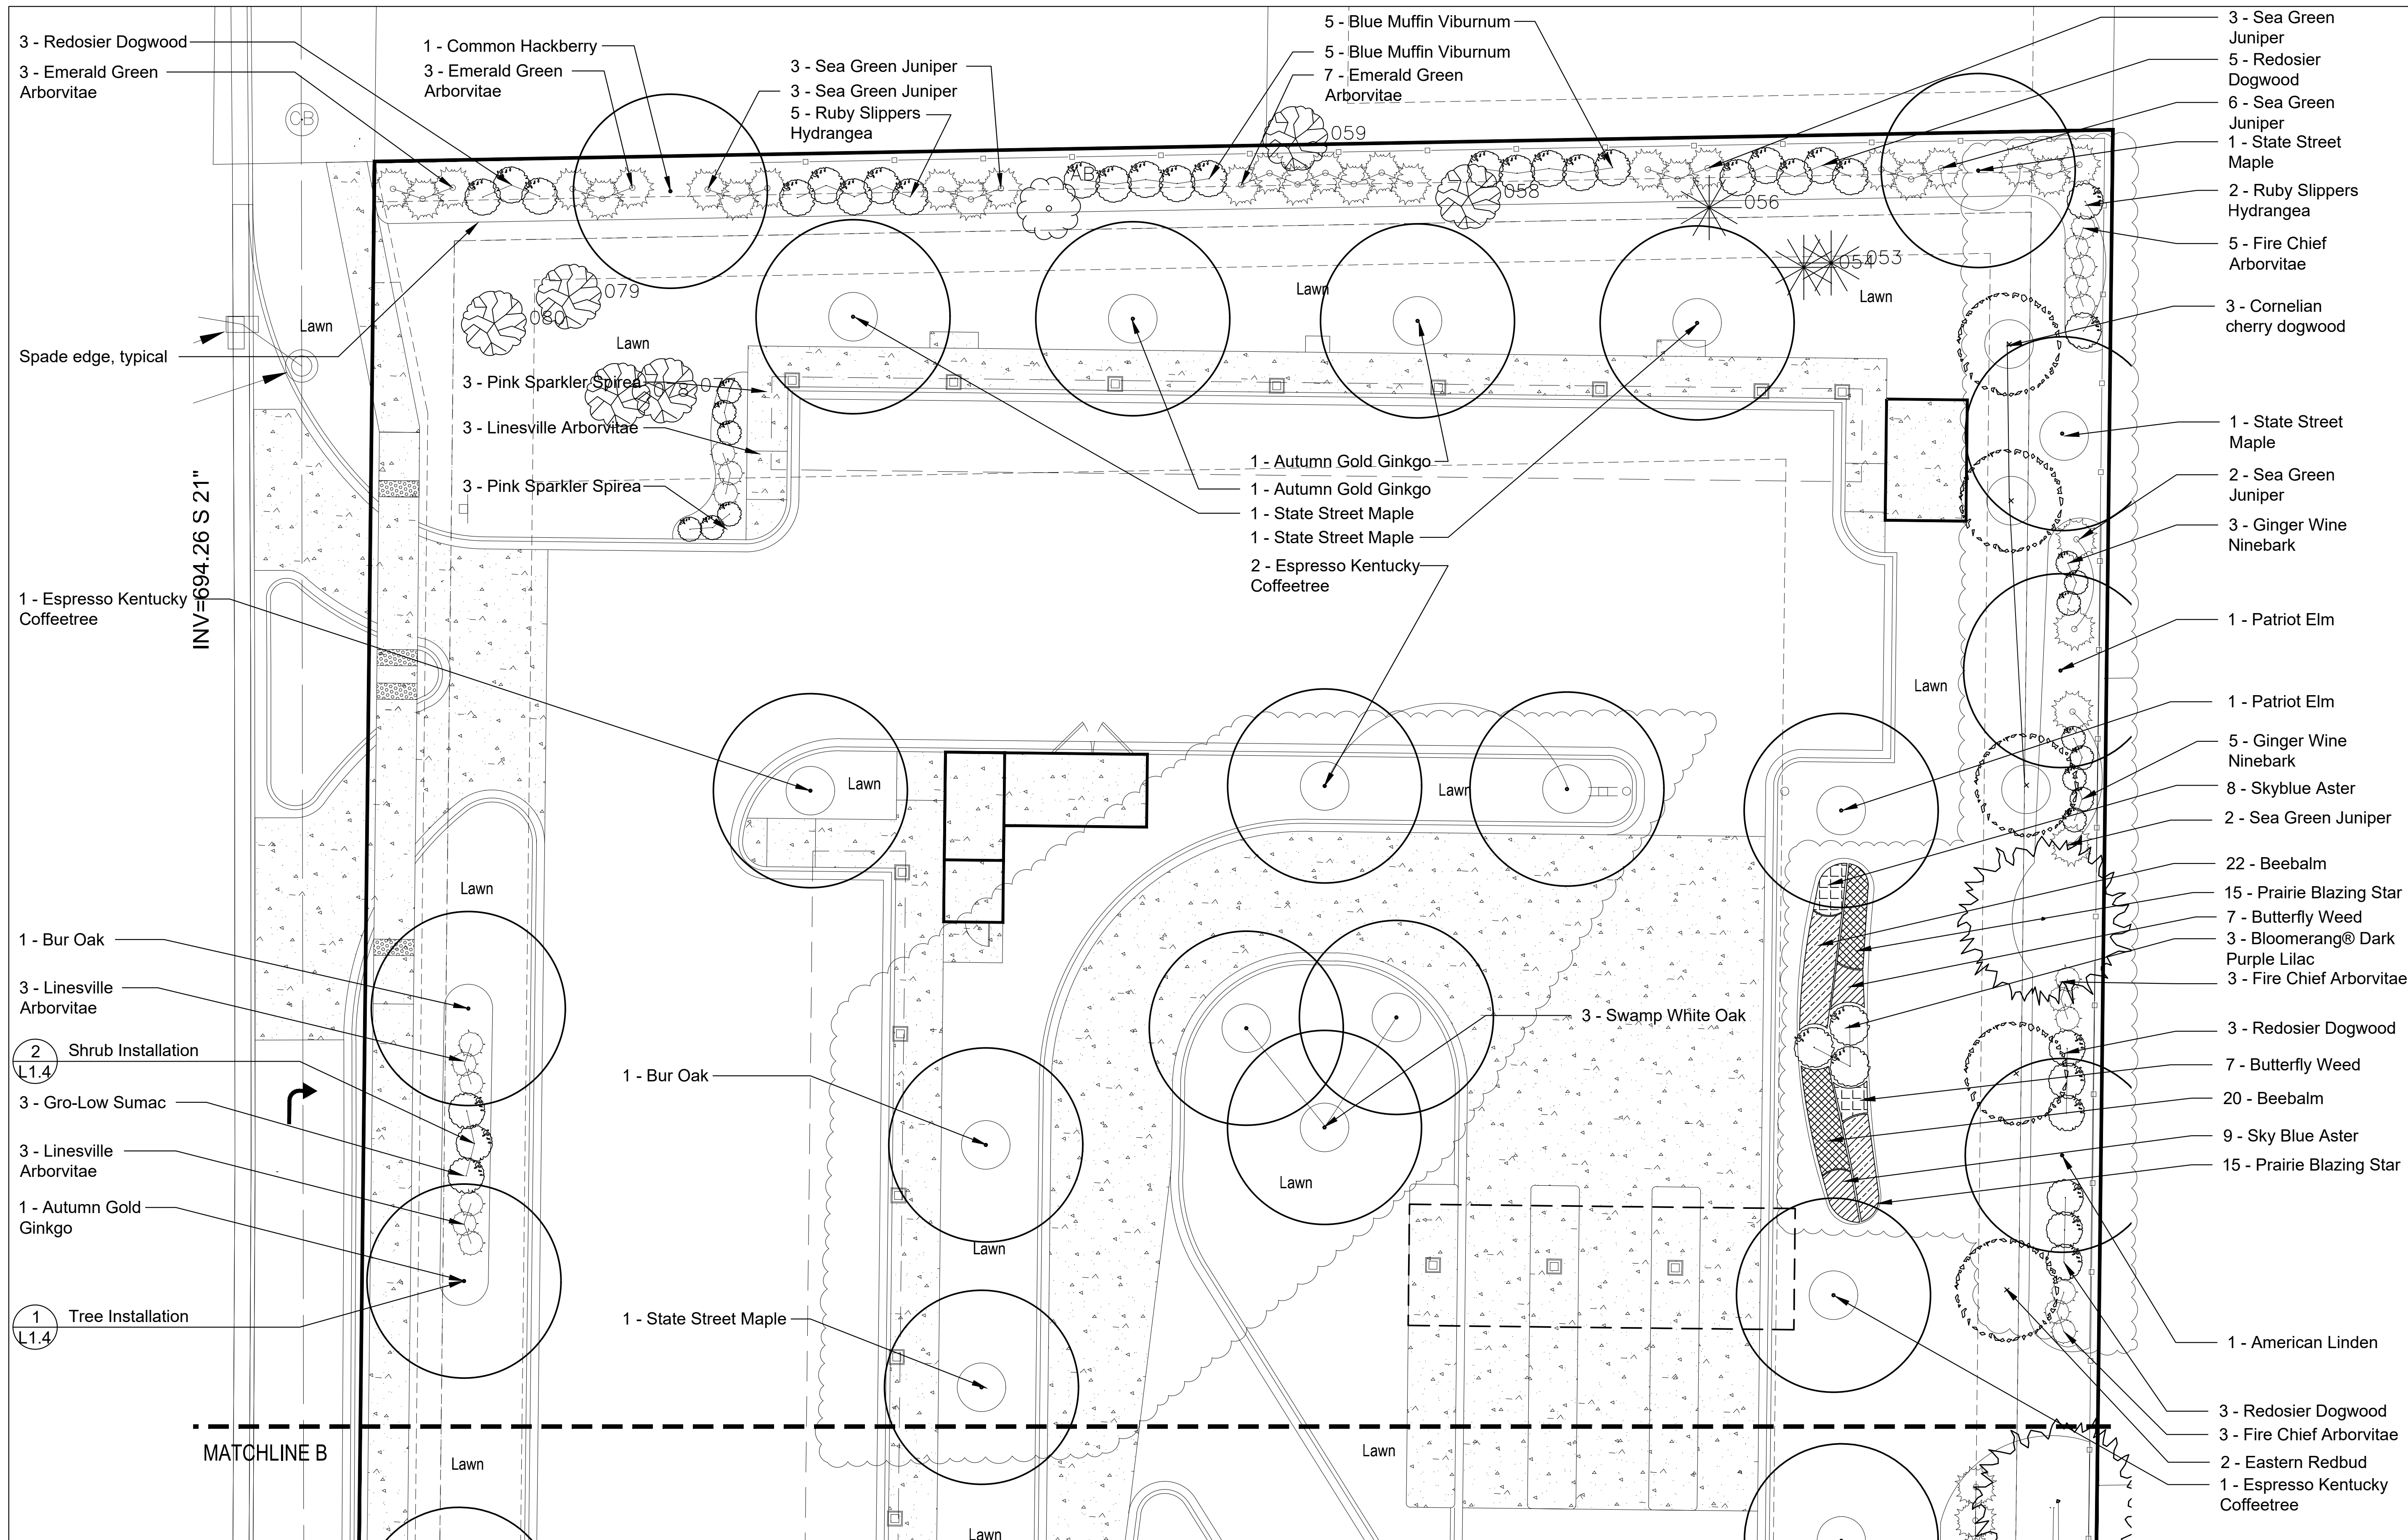 3 - Redosier Dogwood
3 - Emerald Green
Arborvitae
CB
Spade edge, typical
Lawn
INV=694.26 S 21"
1 - Espresso Kentucky
Coffeetree
1 - Bur Oak
3 - Linesville
Arborvitae
2
L1.4
Shrub Installation
3 - Gro-Low Sumac
3 - Linesville
Arborvitae
1 - Autumn Gold
Ginkgo
1
L1.4
Tree Installation
MATCHLINE B
Lawn
Lawn
1 - Common Hackberry
3 - Emerald Green
Arborvitae
3 - Sea Green Juniper
3 - Sea Green Juniper
5 - Ruby Slippers
Hydrangea
5 - Blue Muffin Viburnum
5 - Blue Muffin Viburnum
7 - Emerald Green
Arborvitae
059
058
056
054
053
079
080
078
Lawn
Lawn
Lawn
3 - Pink Sparkler Spirea
3 - Linesville Arborvitae
3 - Pink Sparkler Spirea
1 - Autumn Gold Ginkgo
1 - Autumn Gold Ginkgo
1 - State Street Maple
1 - State Street Maple
2 - Espresso Kentucky
Coffeetree
Lawn
Lawn
Lawn
3 - Swamp White Oak
1 - Bur Oak
Lawn
Lawn
1 - State Street Maple
Lawn
Lawn
3 - Sea Green
Juniper
5 - Redosier
Dogwood
6 - Sea Green
Juniper
1 - State Street
Maple
2 - Ruby Slippers
Hydrangea
5 - Fire Chief
Arborvitae
3 - Cornelian
cherry dogwood
1 - State Street
Maple
2 - Sea Green
Juniper
3 - Ginger Wine
Ninebark
1 - Patriot Elm
1 - Patriot Elm
5 - Ginger Wine
Ninebark
8 - Skyblue Aster
2 - Sea Green Juniper
22 - Beebalm
15 - Prairie Blazing Star
7 - Butterfly Weed
3 - Bloomerang® Dark
Purple Lilac
3 - Fire Chief Arborvitae
3 - Redosier Dogwood
7 - Butterfly Weed
20 - Beebalm
9 - Sky Blue Aster
15 - Prairie Blazing Star
1 - American Linden
3 - Redosier Dogwood
3 - Fire Chief Arborvitae
2 - Eastern Redbud
1 - Espresso Kentucky
Coffeetree